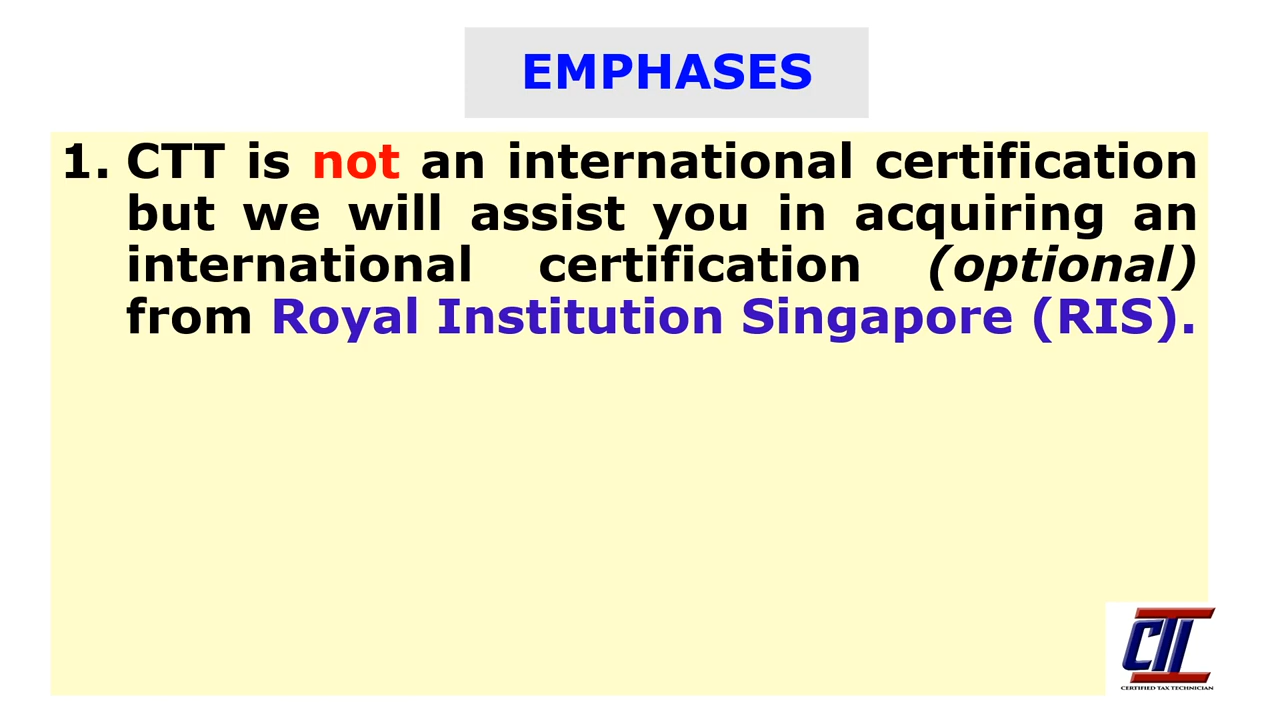 EMPHASES
1. CTT is not an international certification
but we will assist you in acquiring an
international certification (optional)
from Royal Institution Singapore (RIS).
CTT
CERTIFIED TAX TECHNICIAN